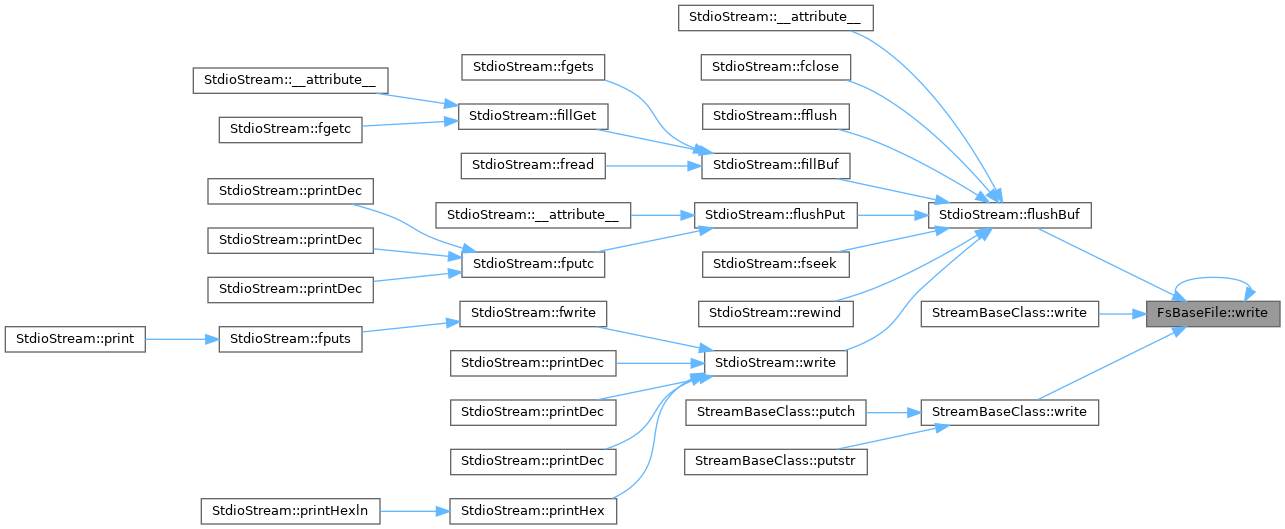 StdioStream::__attribute__
StdioStream::fclose
StdioStream::fgets
StdioStream::__attribute__
StdioStream::fillGet
StdioStream::fflush
StdioStream::fgetc
StdioStream::fread
StdioStream::fillBuf
StdioStream::printDec
StdioStream::__attribute__
StdioStream::flushPut
StdioStream::flushBuf
StdioStream::printDec
StdioStream::fputc
StdioStream::fseek
StdioStream::printDec
StdioStream::fwrite
StdioStream::rewind
StreamBaseClass::write
FsBaseFile::write
StdioStream::print
StdioStream::fputs
StdioStream::printDec
StdioStream::write
StdioStream::printDec
StreamBaseClass::putch
StreamBaseClass::write
StdioStream::printDec
StreamBaseClass::putstr
StdioStream::printHexln
StdioStream::printHex